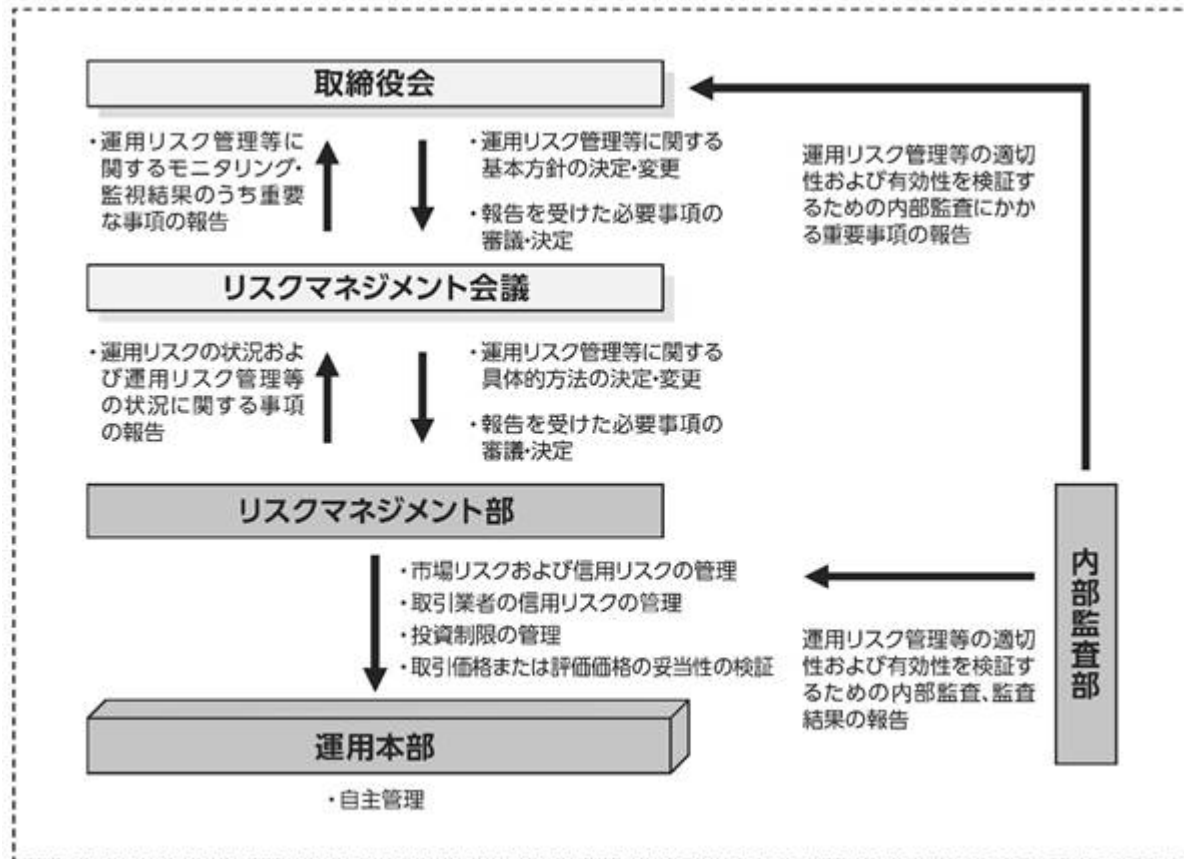 取締役会
・運用リスク管理等に
関するモニタリング・
監視結果のうち重要
な事項の報告
・運用リスク管理等に関する
基本方針の決定・変更
・報告を受けた必要事項の
審議・決定
運用リスク管理等の適切
性および有効性を検証す
るための内部監査にかか
る重要事項の報告
リスクマネジメント会議
・運用リスクの状況およ
び運用リスク管理等
の状況に関する事項
の報告
・運用リスク管理等に関する
具体的方法の決定・変更
・報告を受けた必要事項の
審議・決定
リスクマネジメント部
・市場リスクおよび信用リスクの管理
・取引業者の信用リスクの管理
・投資制限の管理
・取引価格または評価価格の妥当性の検証
内部監査部
運用リスク管理等の適切
性および有効性を検証す
るための内部監査、監査
結果の報告
運用本部
・自主管理